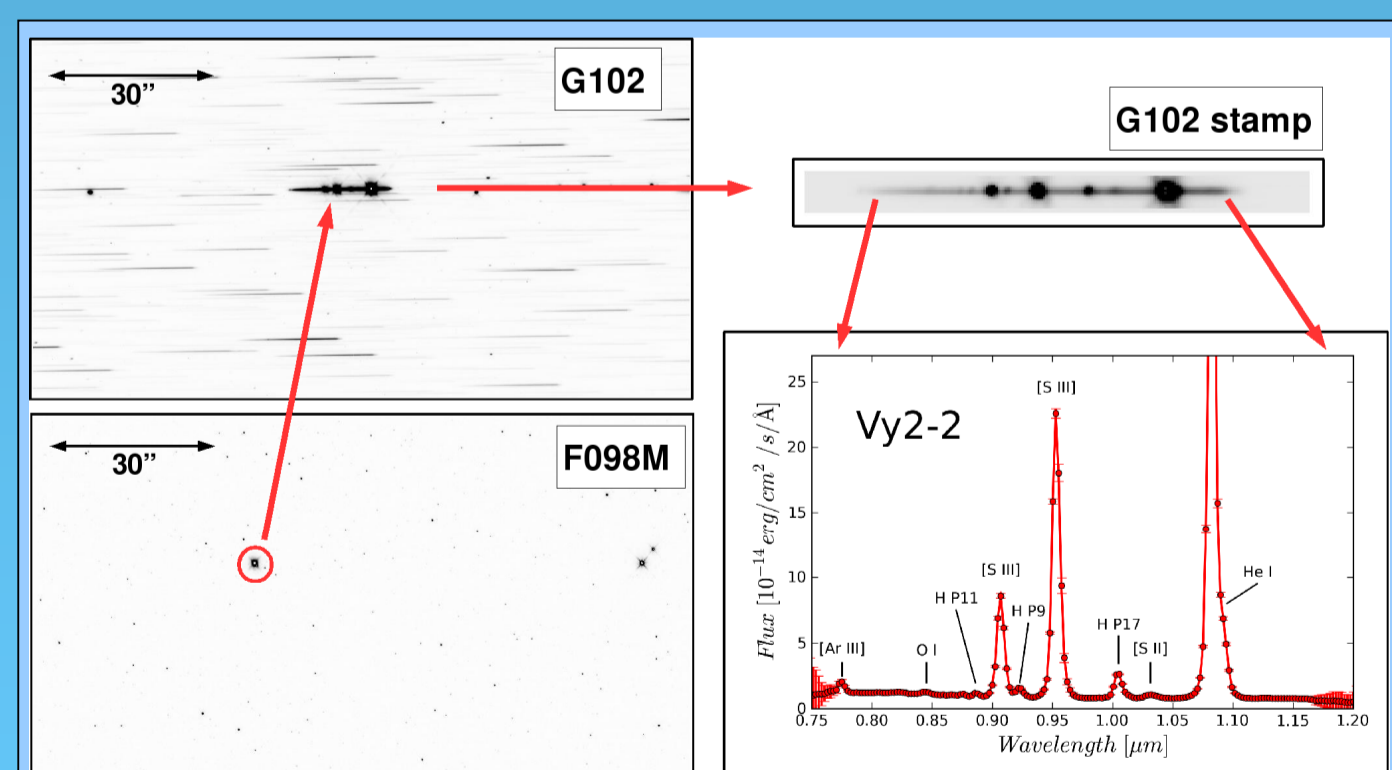 30”
G102
G102 stamp
30”
F098M
Vy2-2
Flux [10⁻¹⁴ erg/cm² /s/Å]
25
20
15
10
5
0
[S III]
[S III]
He I
H P11
H P9
H P17
[Ar III]
O I
[S II]
0.75 0.80 0.85 0.90 0.95 1.00 1.05 1.10 1.15 1.20
Wavelength [μm]